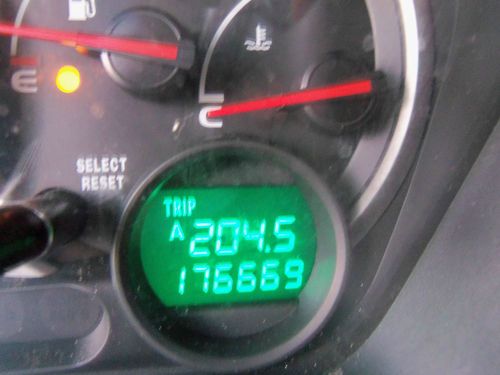 E
C
SELECT
RESET
TRIP
A 204.5
176669